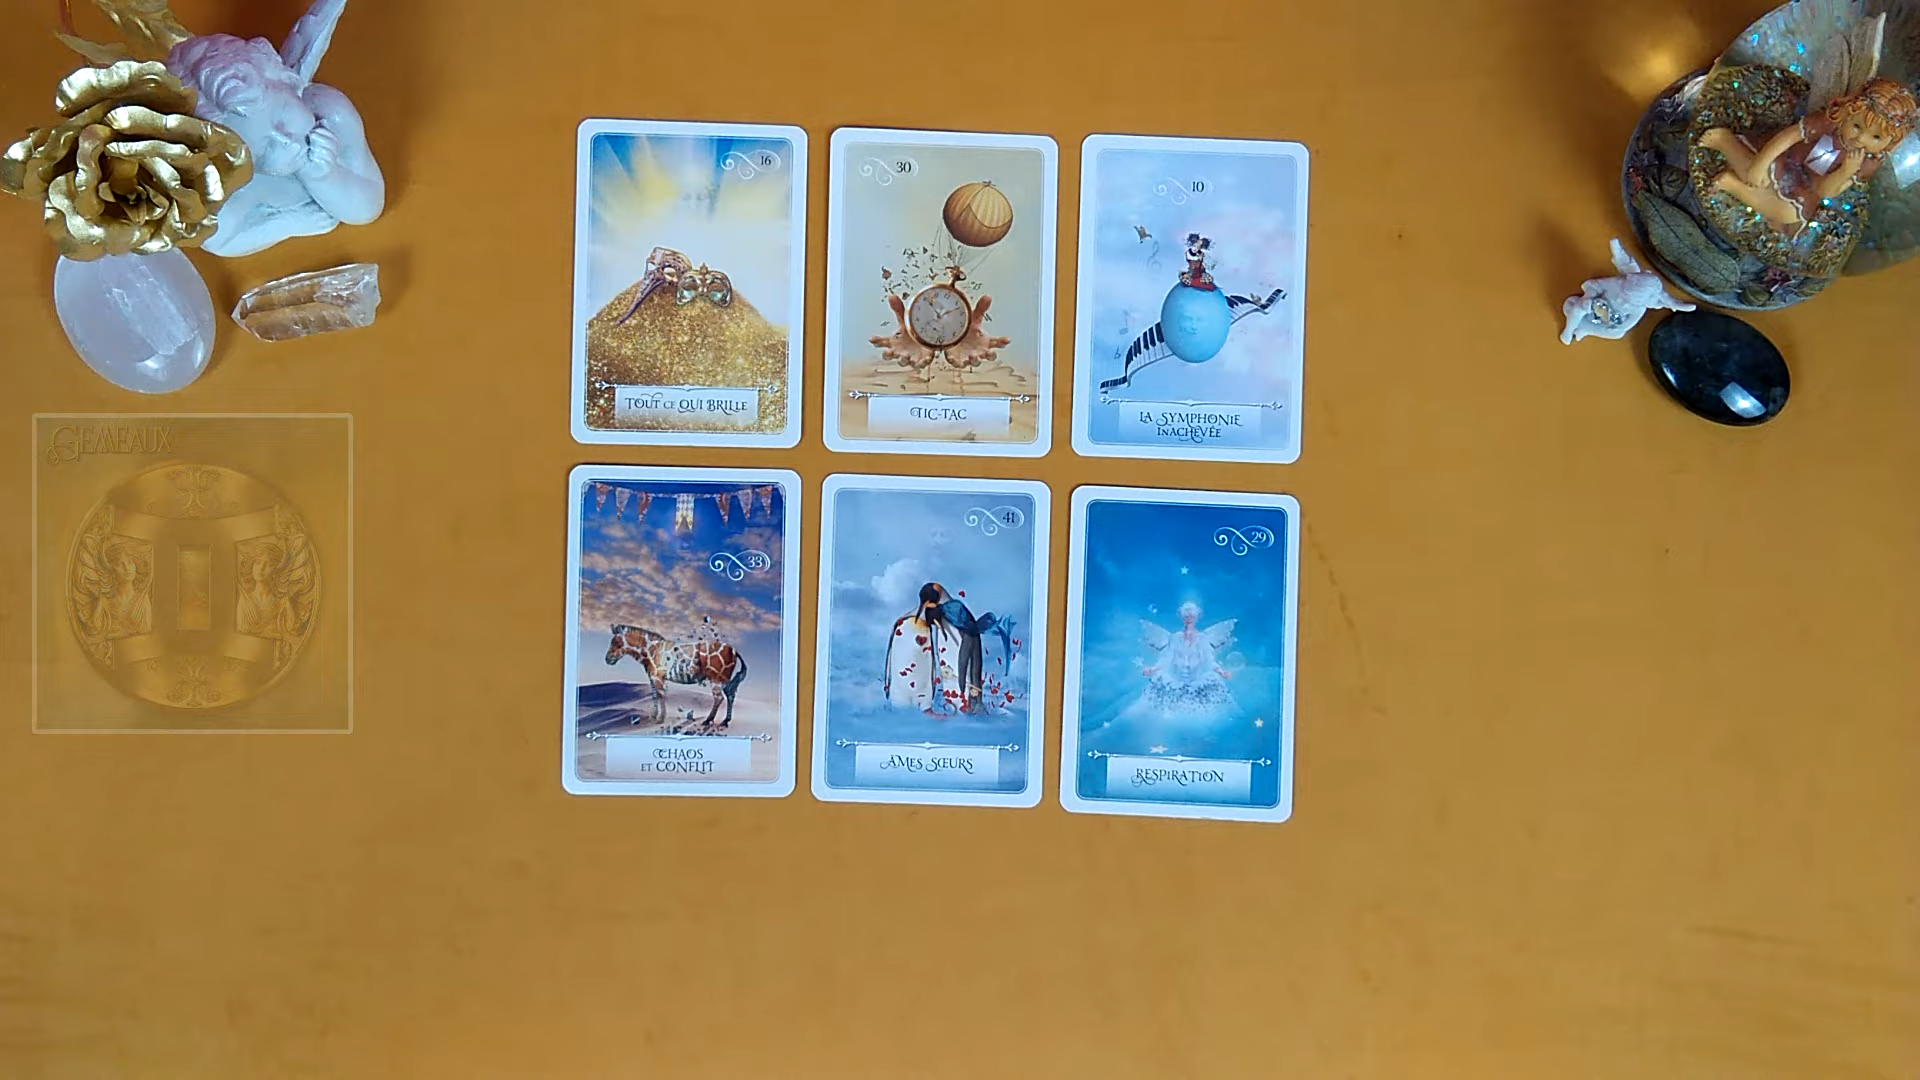 GEMEAUX
16
TOUT CE QUI BRILLE
30
TIC-TAC
10
LA SYMPHONIE
INACHEVÉE
33
CHAOS
ET CONFLIT
41
AMES SŒURS
29
RESPIRATION